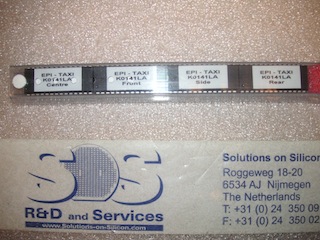 EPI - TAXI
K0141LA
Centre
EPI - TAXI
K0141LA
Front
EPI - TAXI
K0141LA
Side
EPI - TAXI
K0141LA
Rear
SOS
R&D and Services
www.Solutions-on-Silicon.com
Solutions on Silicon
Roggeweg 18-20
6534 AJ Nijmegen
The Netherlands
T: +31 (0) 24 350 09
F: +31 (0) 24 350 02